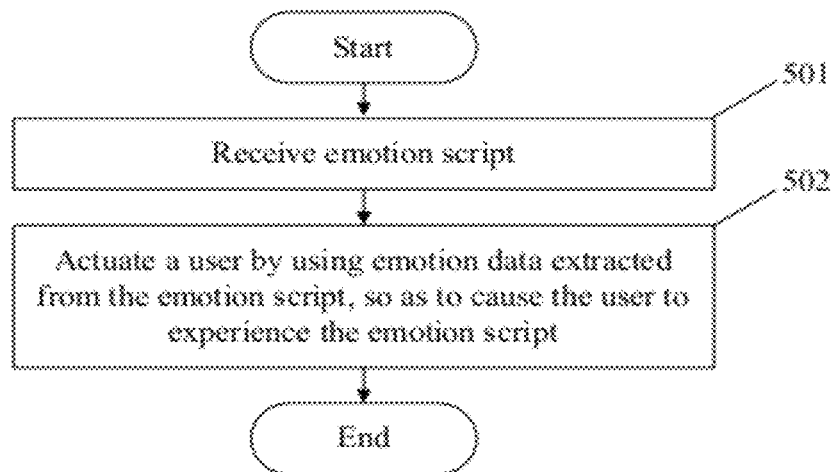 Start
501
Receive emotion script
502
Actuate a user by using emotion data extracted
from the emotion script, so as to cause the user to
experience the emotion script
End